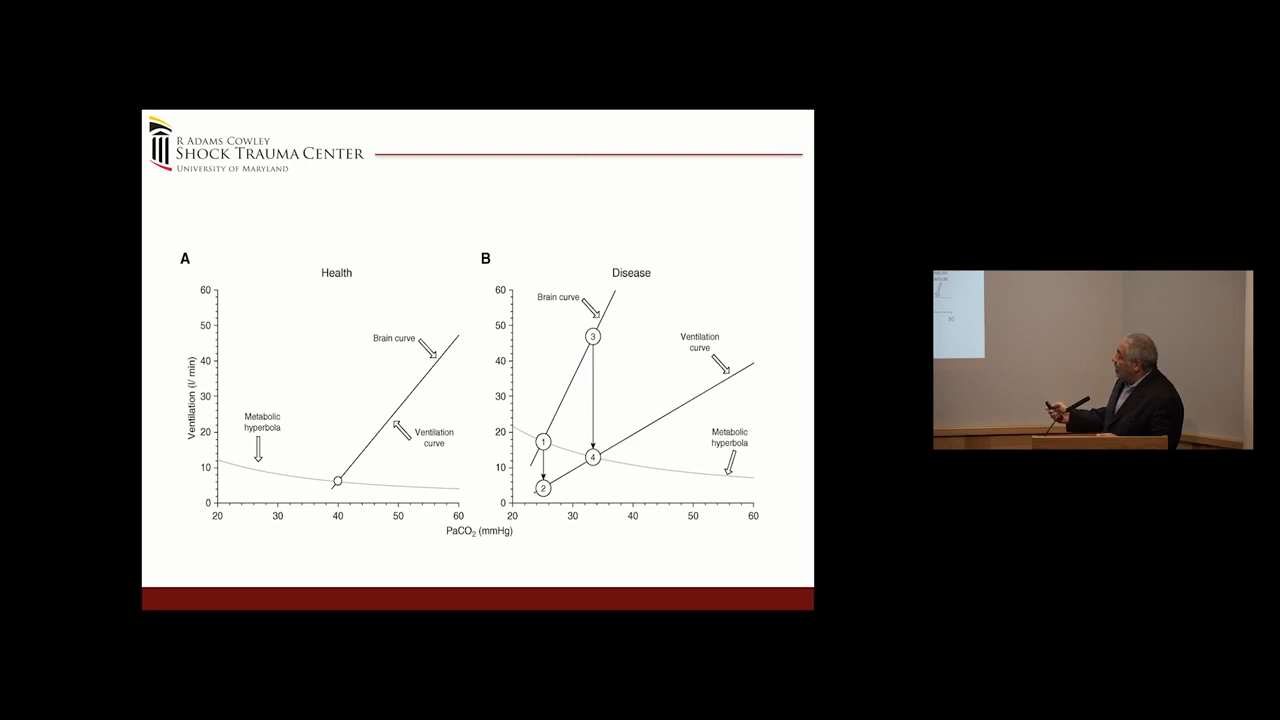 R ADAMS COWLEY
SHOCK TRAUMA CENTER
UNIVERSITY OF MARYLAND
A
Health
Ventilation (l/ min)
60
50
40
30
20
10
0
20
30
40
50
60
Brain curve
Metabolic
hyperbola
Ventilation
curve
B
Disease
60
50
40
30
20
10
0
20
30
40
50
60
Brain curve
3
Ventilation
curve
1
Metabolic
hyperbola
4
2
PaCO2 (mmHg)